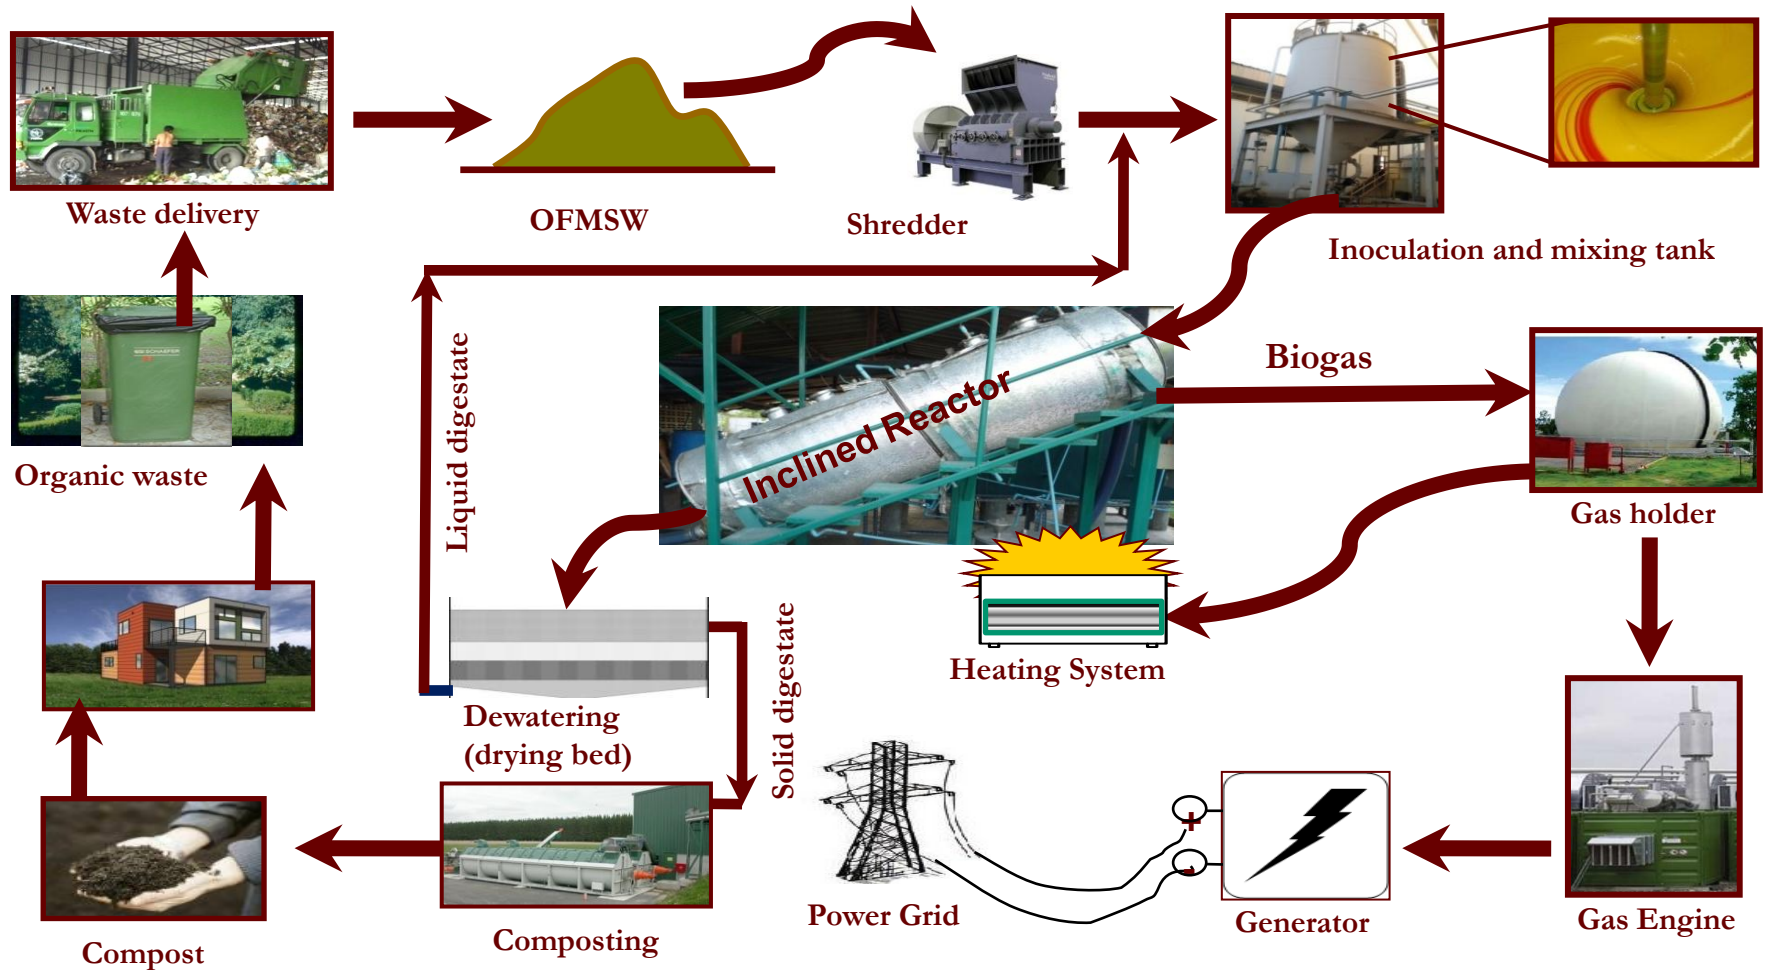 Waste delivery
OFMSW
Shredder
Inoculation and mixing tank
Organic waste
Liquid digestate
Inclined Reactor
Biogas
Gas holder
Heating System
Dewatering
(drying bed)
Solid digestate
Compost
Composting
Power Grid
+
-
Generator
Gas Engine